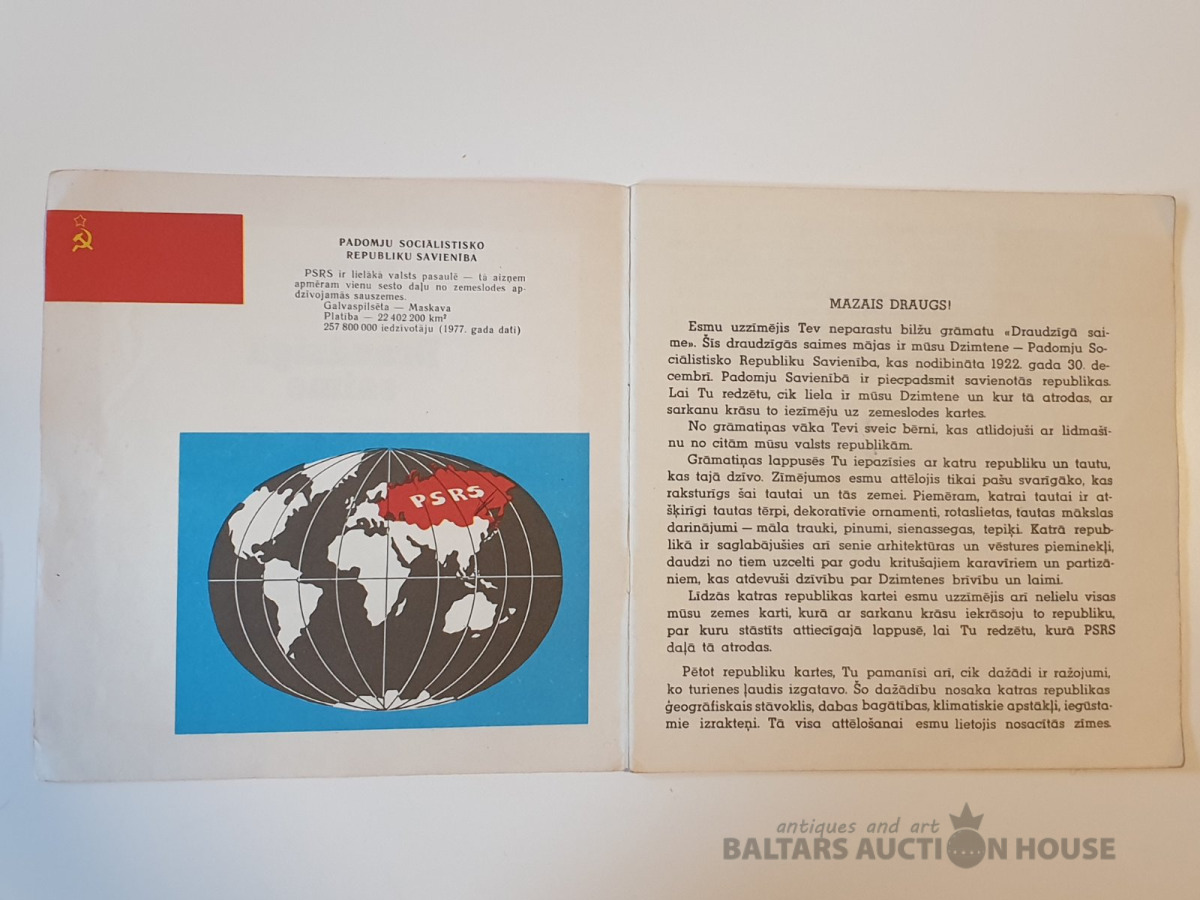 PADOMJU SOCIĀLISTISKO
REPUBLIKU SAVIENĪBA
PSRS ir lielākā valsts pasaulē — tā aizņem
apmēram vienu sesto daļu no zemeslodes ap-
dzīvojamās sauszemes.
Galvaspilsēta — Maskava
Platība — 22 402 200 km²
257 800 000 iedzīvotāju (1977. gada dati)
PSRS
MAZAIS DRAUGS!
Esmu uzzīmējis Tev neparastu bilžu grāmatu «Draudzīgā sai-
me». Šīs draudzīgās saimes mājas ir mūsu Dzimtene — Padomju So-
ciālistisko Republiku Savienība, kas nodibināta 1922. gada 30. de-
cembrī. Padomju Savienībā ir piecpadsmit savienotās republikas.
Lai Tu redzētu, cik liela ir mūsu Dzimtene un kur tā atrodas, ar
sarkanu krāsu to iezīmēju uz zemeslodes kartes.
No grāmatiņas vāka Tevi sveic bērni, kas atlidojuši ar lidmašī-
nu no citām mūsu valsts republikām.
Grāmatiņas lappusēs Tu iepazīsies ar katru republiku un tautu,
kas tajā dzīvo. Zīmējumos esmu attēlojis tikai pašu svarīgāko, kas
raksturīgs šai tautai un tās zemei. Piemēram, katrai tautai ir at-
šķirīgi tautas tērpi, dekoratīvie ornamenti, rotaslietas, tautas mākslas
darinājumi — māla trauki, pinumi, sienassegas, tepiķi. Katrā repub-
likā ir saglabājušies arī senie arhitektūras un vēstures pieminekļi,
daudzi no tiem uzcelti par godu kritušajiem karavīriem un partizā-
niem, kas atdevuši dzīvību par Dzimtenes brīvību un laimi.
Līdzās katras republikas kartei esmu uzzīmējis arī nelielu visas
mūsu zemes karti, kurā ar sarkanu krāsu iekrāsoju to republiku,
par kuru stāstīts attiecīgajā lappusē, lai Tu redzētu, kurā PSRS
daļā tā atrodas.
Pētot republiku kartes, Tu pamanīsi arī, cik dažādi ir ražojumi,
ko turienes ļaudis izgatavo. Šo dažādību nosaka katras republikas
ģeogrāfiskais stāvoklis, dabas bagātības, klimatiskie apstākļi, iegūsta-
mie izrakteņi. Tā visa attēlošanai esmu lietojis nosacītās zīmes.
antiques and art
BALTARS AUCTION HOUSE